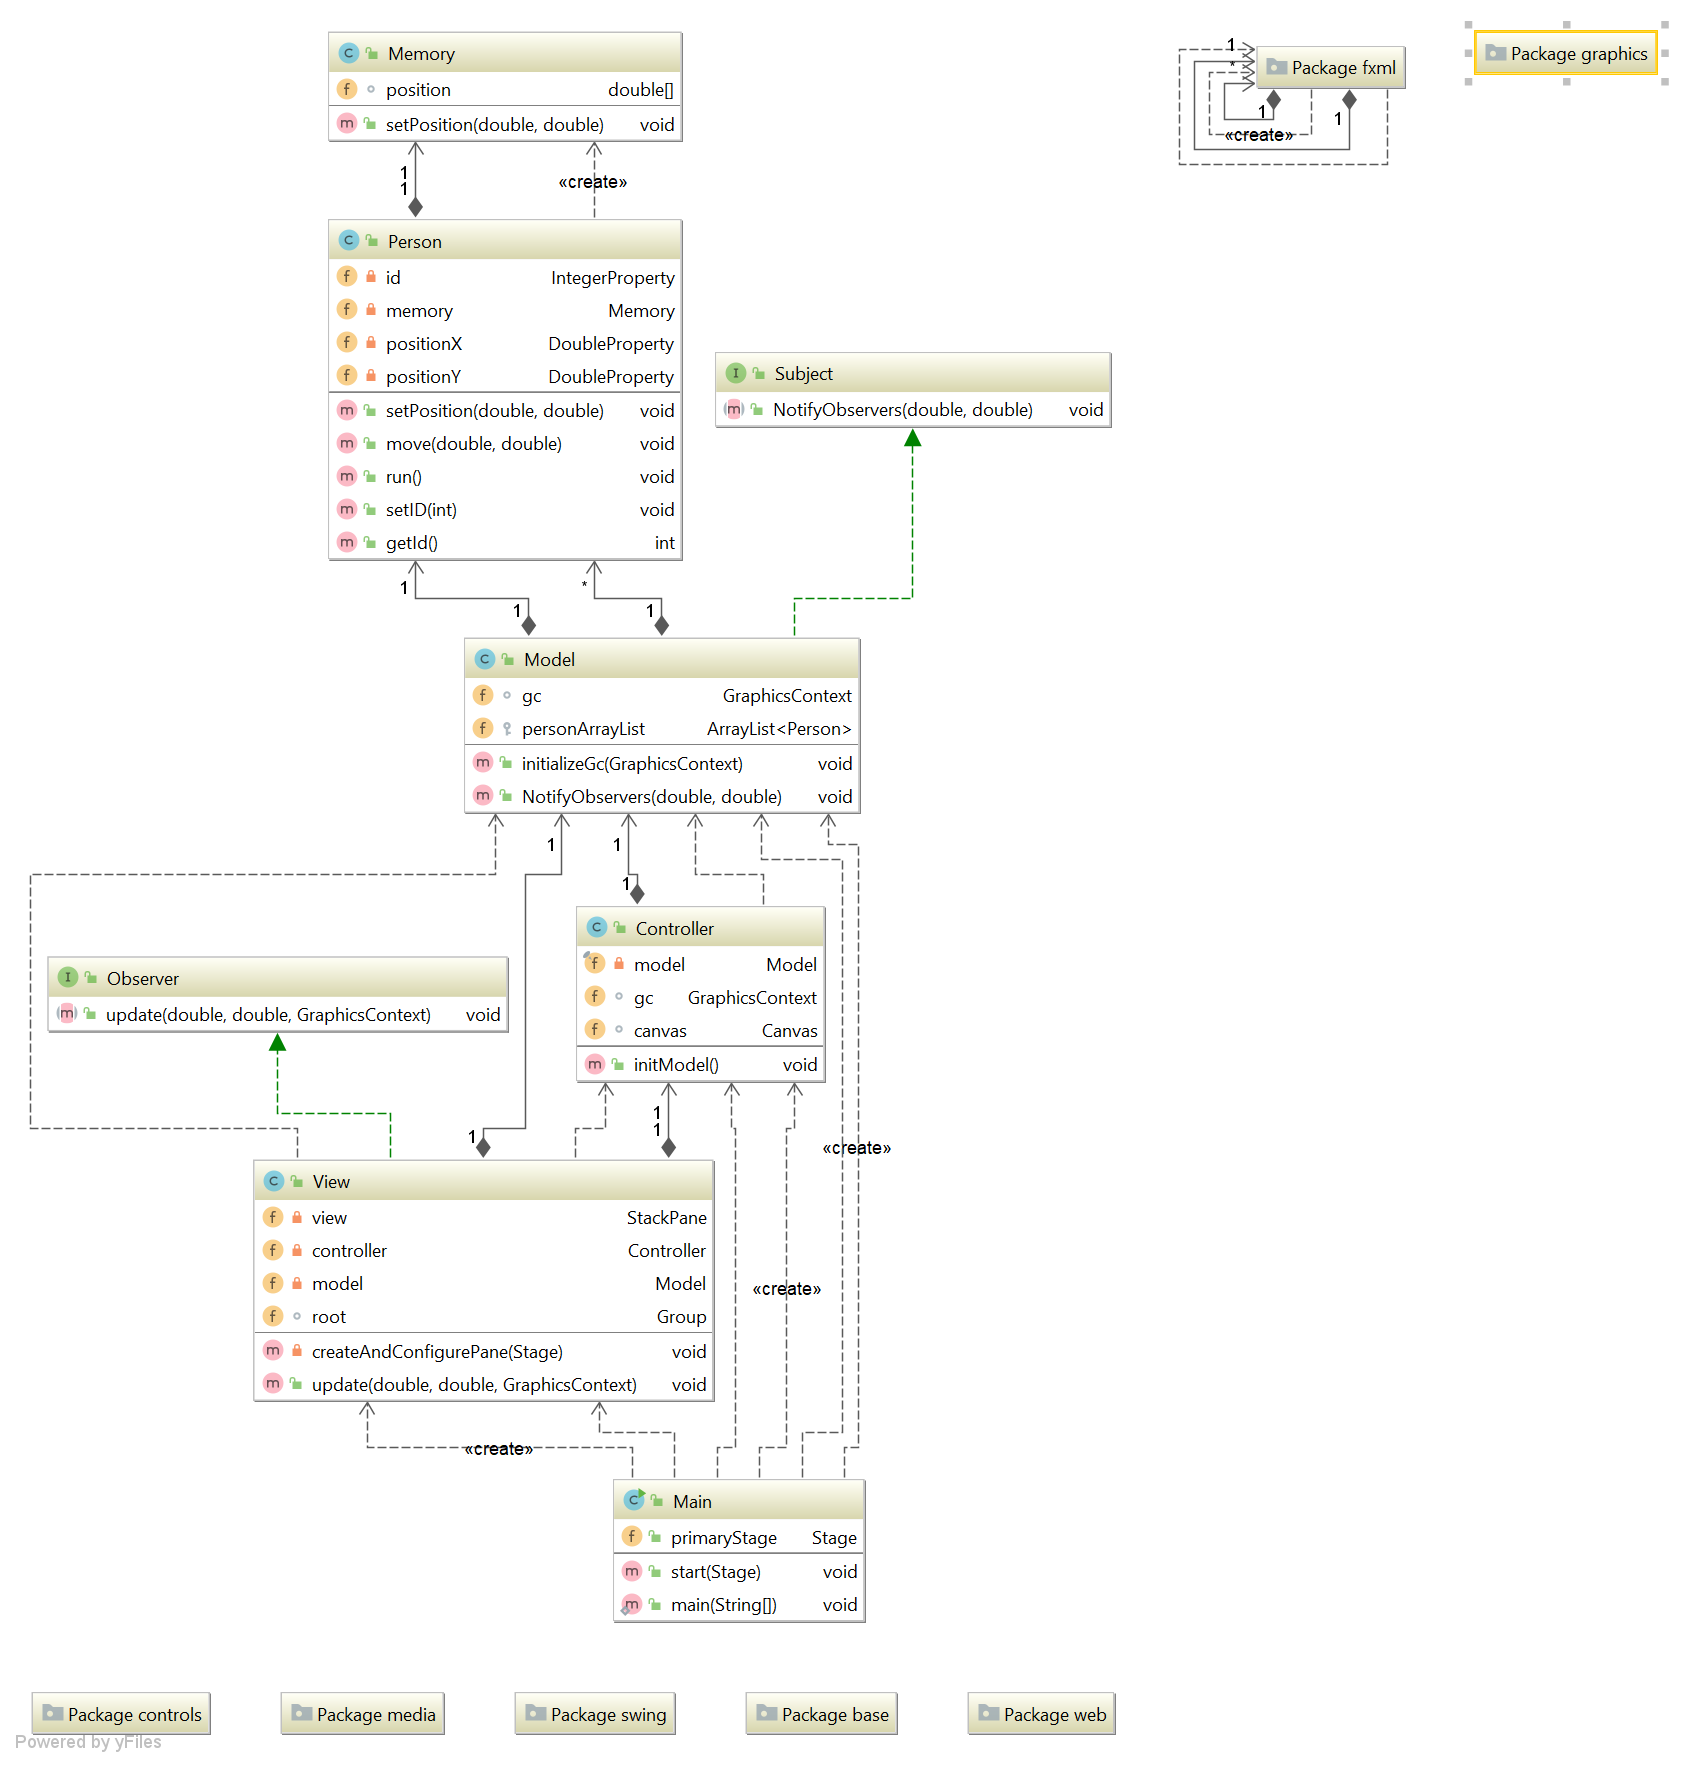 Memory
position double[]
setPosition(double, double) void
1
1
«create»
Person
id IntegerProperty
memory Memory
positionX DoubleProperty
positionY DoubleProperty
setPosition(double, double) void
move(double, double) void
run() void
setID(int) void
getId() int
Subject
NotifyObservers(double, double) void
1
*
1
1
Model
gc GraphicsContext
personArrayList ArrayList<Person>
initializeGc(GraphicsContext) void
NotifyObservers(double, double) void
1
1
1
Controller
model Model
gc GraphicsContext
canvas Canvas
initModel() void
Observer
update(double, double, GraphicsContext) void
1
1
1
«create»
View
view StackPane
controller Controller
model Model
root Group
createAndConfigurePane(Stage) void
update(double, double, GraphicsContext) void
«create»
«create»
Main
primaryStage Stage
start(Stage) void
main(String[]) void
1
*
Package fxml
1
1
«create»
Package graphics
Package controls
Package media
Package swing
Package base
Package web
Powered by yFiles